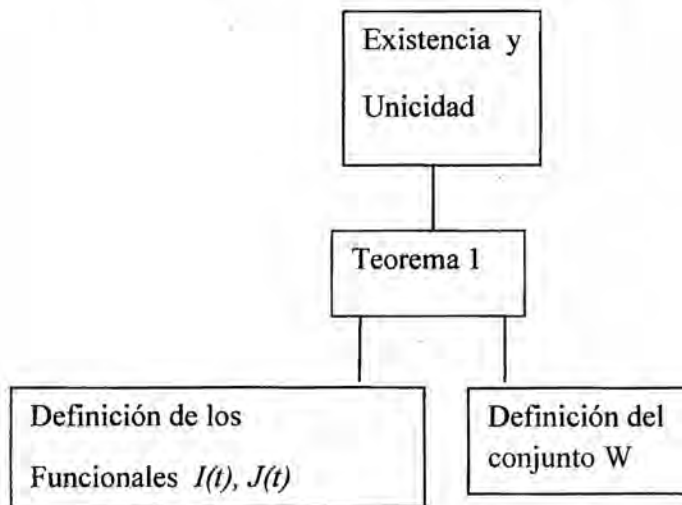 Existencia y
Unicidad
Teorema 1
Definición de los
Funcionales I(t), J(t)
Definición del
conjunto W